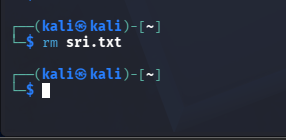 ┌──(kali㉿kali)-[~]
└─$ rm sri.txt
┌──(kali㉿kali)-[~]
└─$